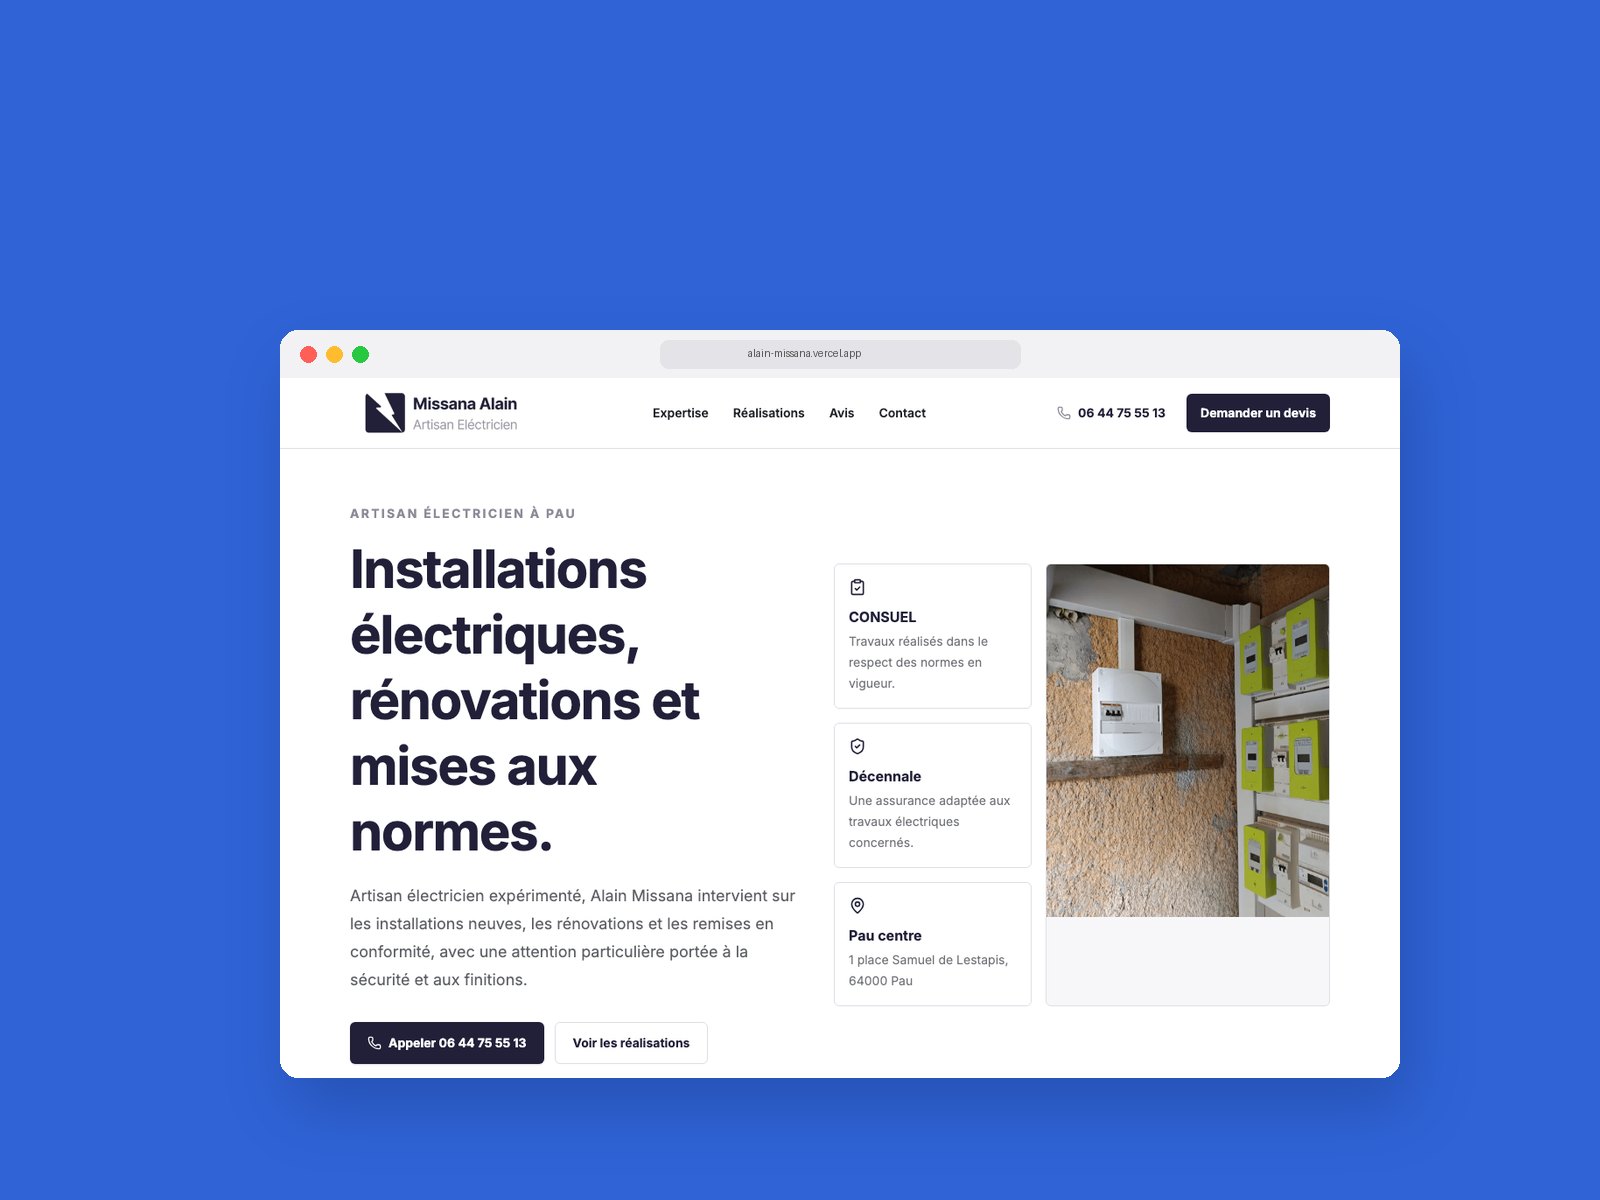 alain-missana.vercel.app
Missana Alain
Artisan Eléctricien
Expertise
Réalisations
Avis
Contact
06 44 75 55 13
Demander un devis
ARTISAN ÉLECTRICIEN À PAU
Installations
électriques,
rénovations et
mises aux
normes.
Artisan électricien expérimenté, Alain Missana intervient sur
les installations neuves, les rénovations et les remises en
conformité, avec une attention particulière portée à la
sécurité et aux finitions.
Appeler 06 44 75 55 13
Voir les réalisations
CONSUEL
Travaux réalisés dans le
respect des normes en
vigueur.
Décennale
Une assurance adaptée aux
travaux électriques
concernés.
Pau centre
1 place Samuel de Lestapis,
64000 Pau